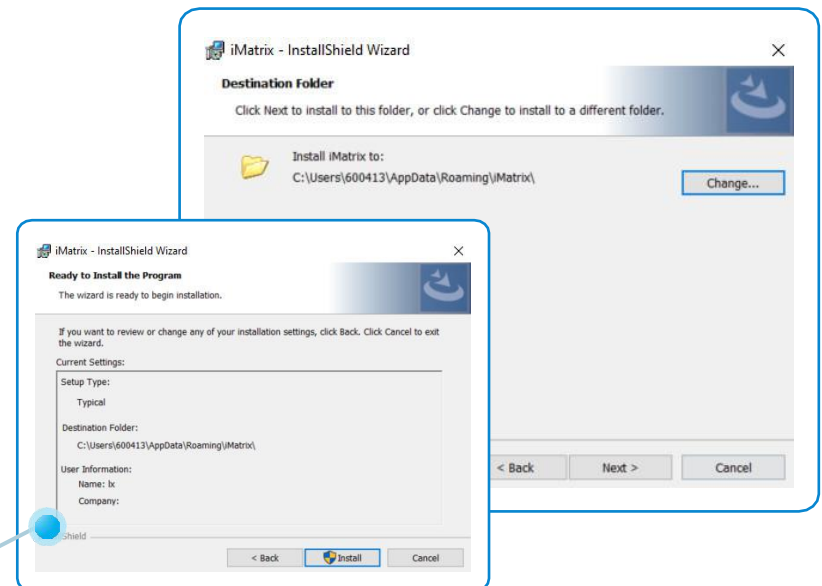 iMatrix - InstallShield Wizard
Destination Folder
Click Next to install to this folder, or click Change to install to a different folder.
Install iMatrix to:
C:\Users\600413\AppData\Roaming\iMatrix\
Change...
< Back
Next >
Cancel
iMatrix - InstallShield Wizard
Ready to Install the Program
The wizard is ready to begin installation.
If you want to review or change any of your installation settings, click Back. Click Cancel to exit
the wizard.
Current Settings:
Setup Type:
Typical
Destination Folder:
C:\Users\600413\AppData\Roaming\iMatrix\
User Information:
Name: lx
Company:
Shield
< Back
Install
Cancel